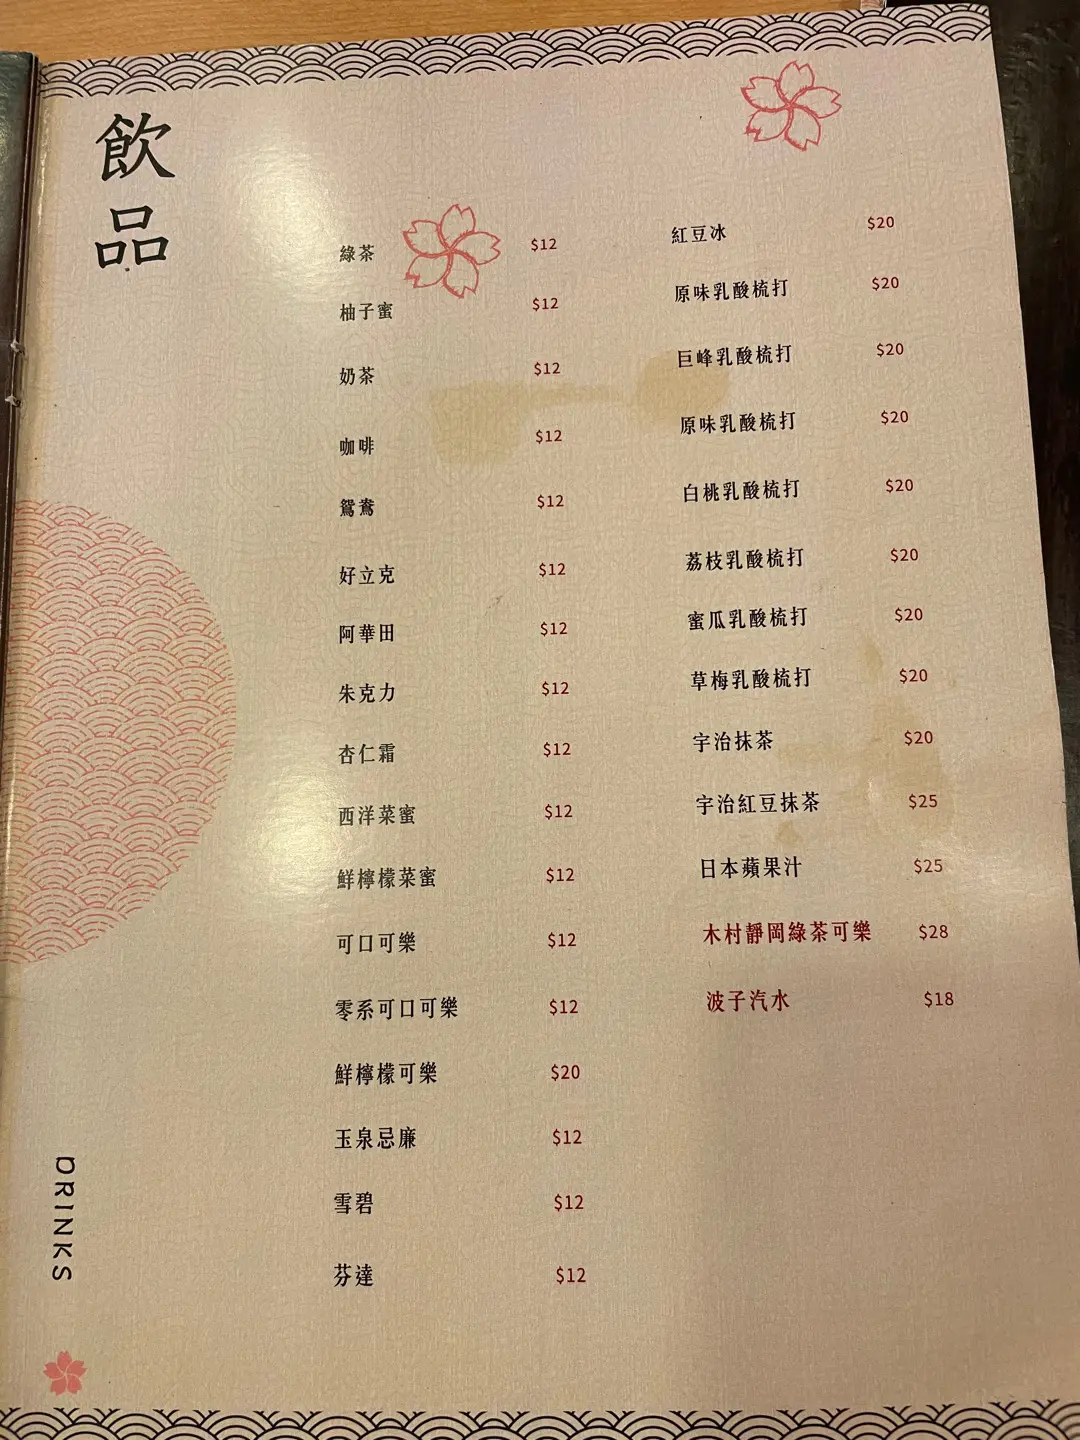 飲品
綠茶 $12
柚子蜜 $12
奶茶 $12
咖啡 $12
鴛鴦 $12
好立克 $12
阿華田 $12
朱克力 $12
杏仁霜 $12
西洋菜蜜 $12
鮮檸檬菜蜜 $12
可口可樂 $12
零系可口可樂 $12
鮮檸檬可樂 $20
玉泉忌廉 $12
雪碧 $12
芬達 $12
紅豆冰 $20
原味乳酸梳打 $20
巨峰乳酸梳打 $20
原味乳酸梳打 $20
白桃乳酸梳打 $20
荔枝乳酸梳打 $20
蜜瓜乳酸梳打 $20
草梅乳酸梳打 $20
宇治抹茶 $20
宇治紅豆抹茶 $25
日本蘋果汁 $25
木村靜岡綠茶可樂 $28
波子汽水 $18
DRINKS